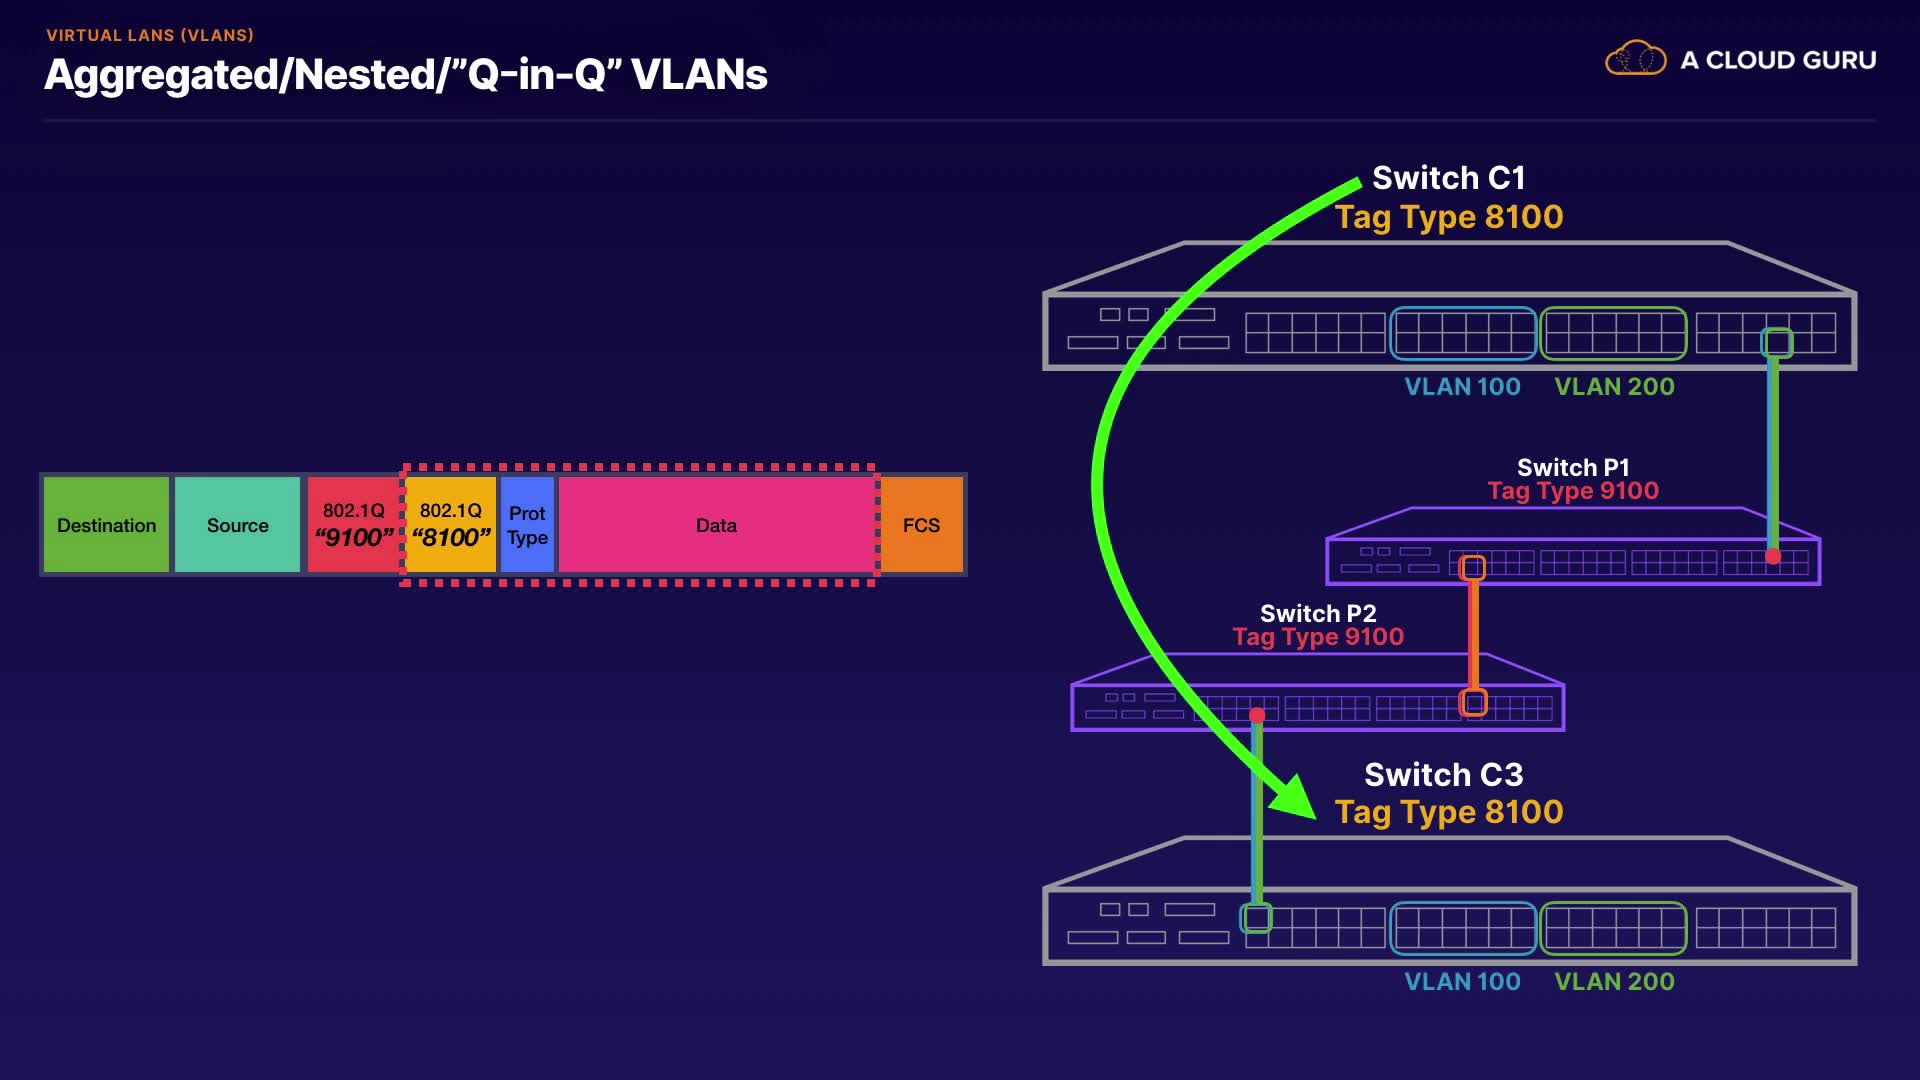 VIRTUAL LANS (VLANS)
Aggregated/Nested/”Q-in-Q” VLANs
A CLOUD GURU
Destination
Source
802.1Q
“9100”
802.1Q
“8100”
Prot
Type
Data
FCS
Switch C1
Tag Type 8100
VLAN 100
VLAN 200
Switch P1
Tag Type 9100
Switch P2
Tag Type 9100
Switch C3
Tag Type 8100
VLAN 100
VLAN 200